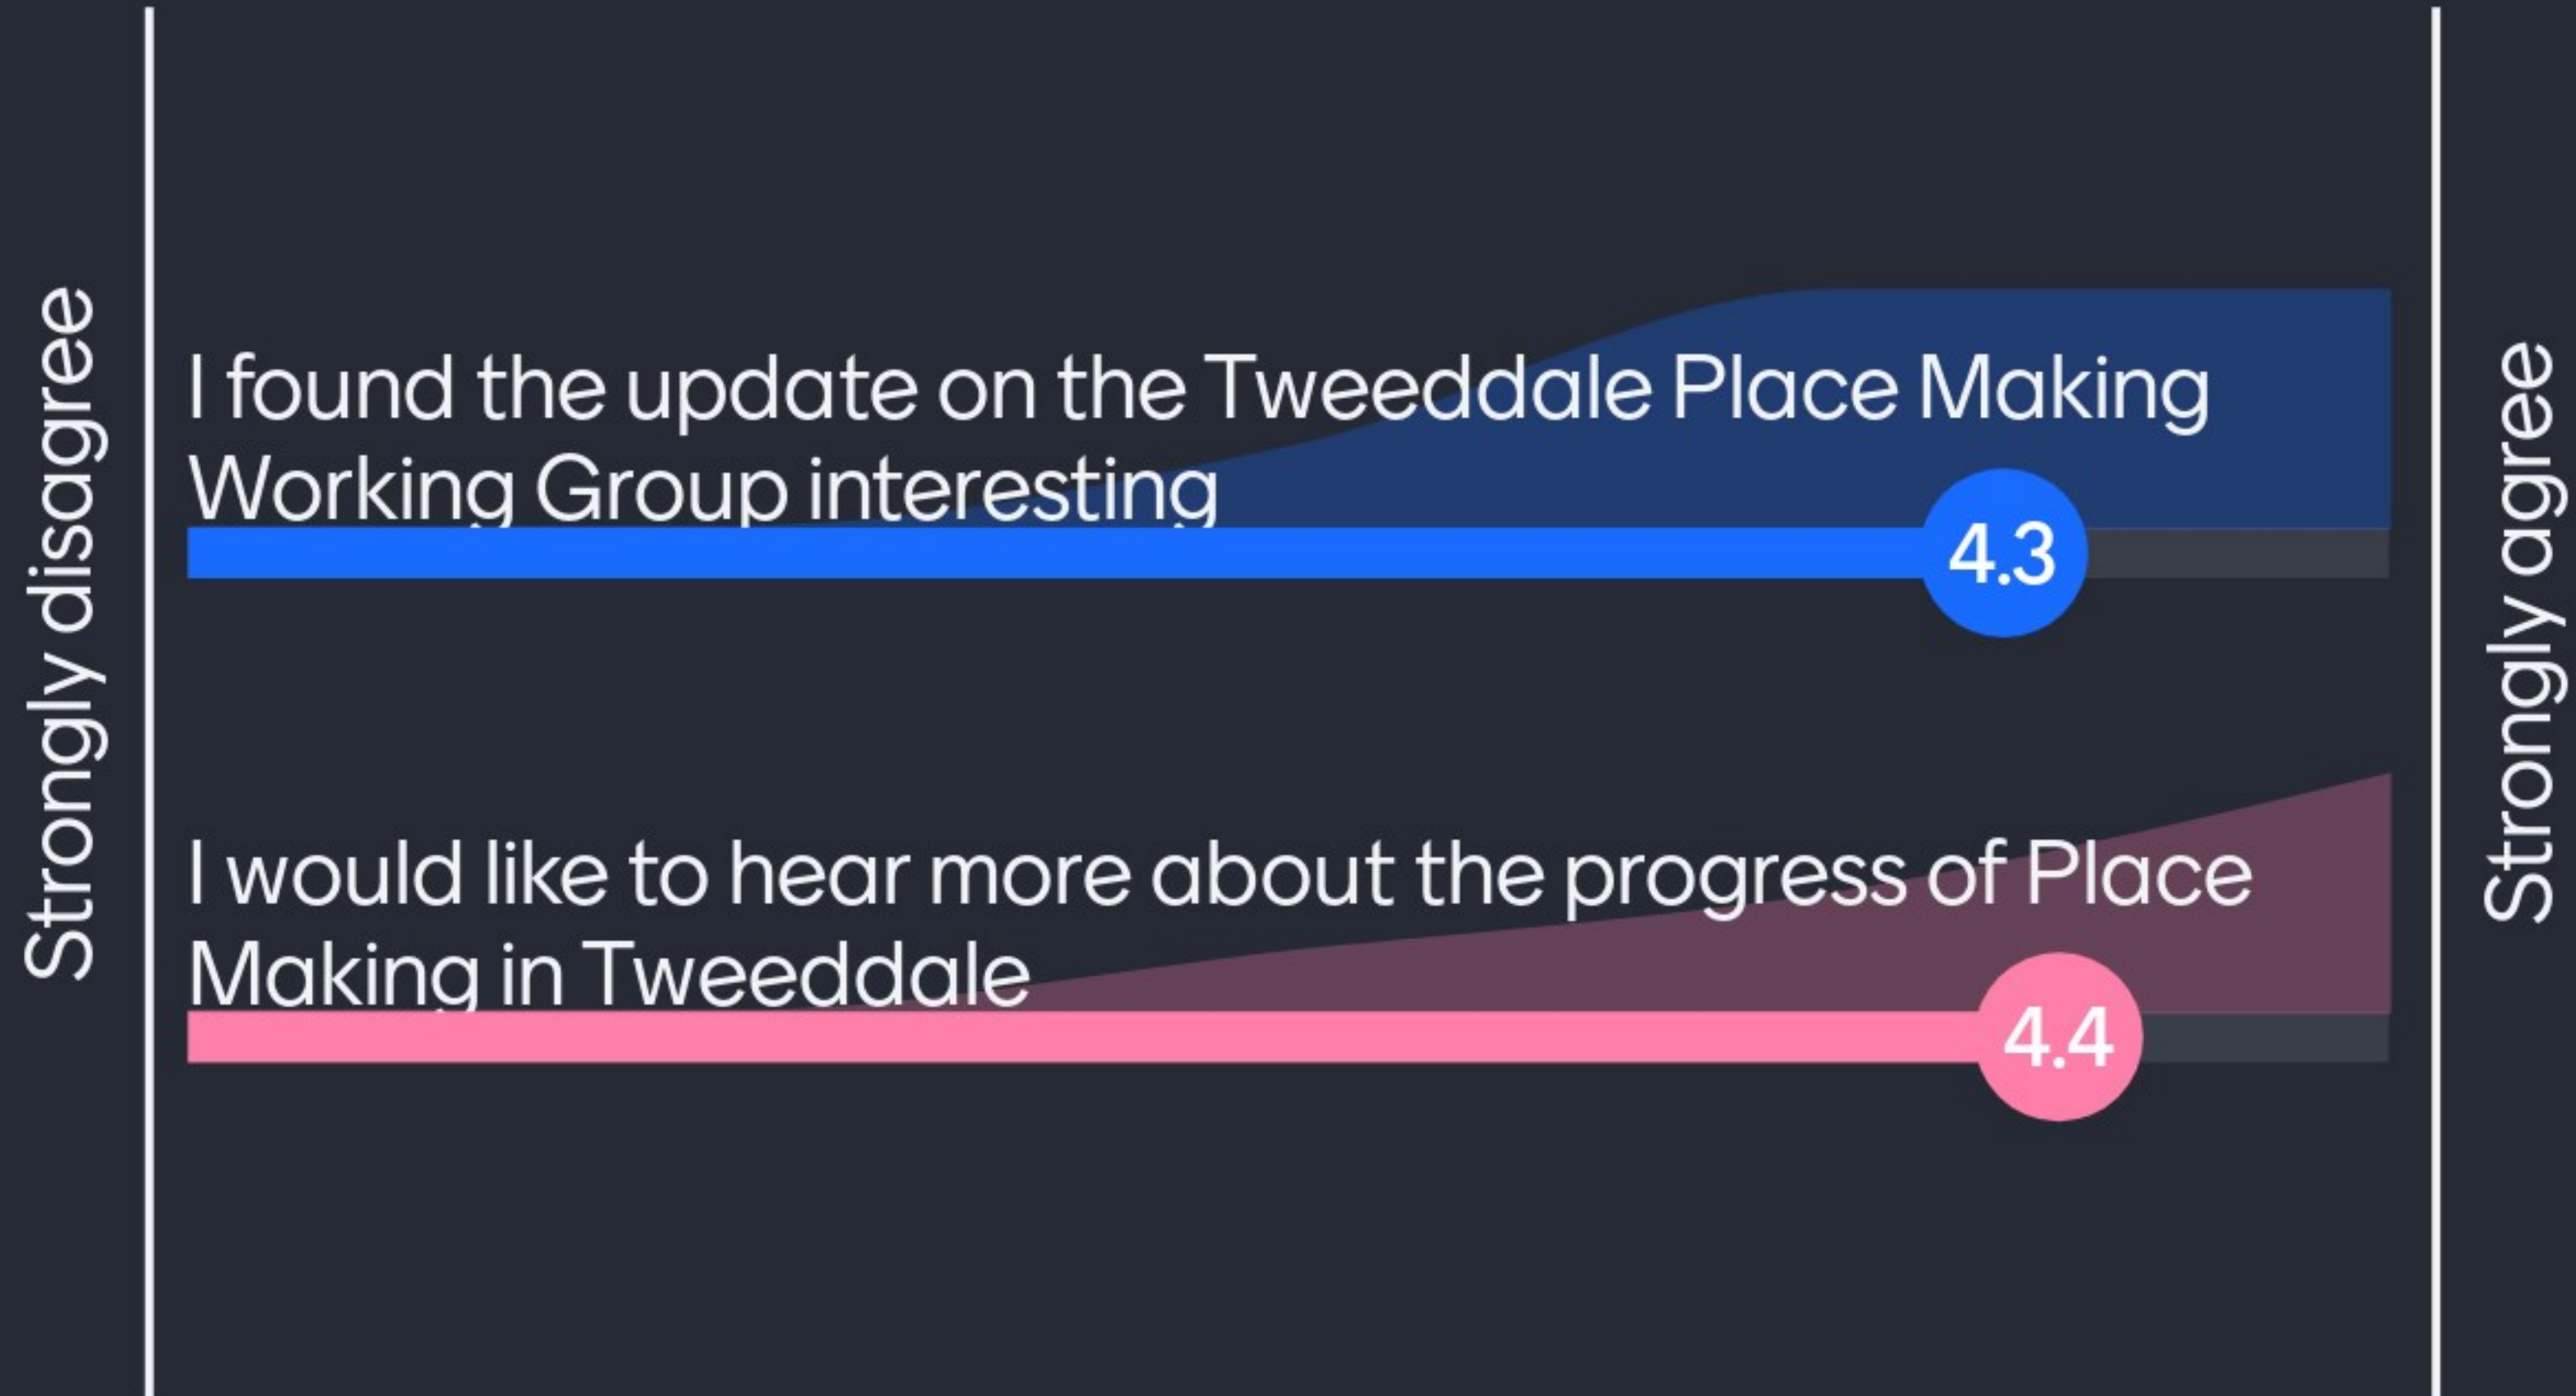 Strongly disagree
I found the update on the Tweeddale Place Making
Working Group interesting
4.3
I would like to hear more about the progress of Place
Making in Tweeddale
4.4
Strongly agree